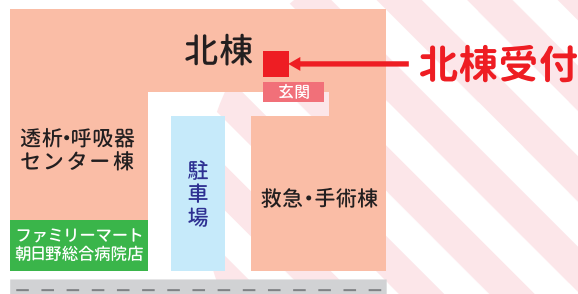 北棟
北棟受付
玄関
透析・呼吸器
センター棟
駐車場
救急・手術棟
ファミリーマート
朝日野総合病院店